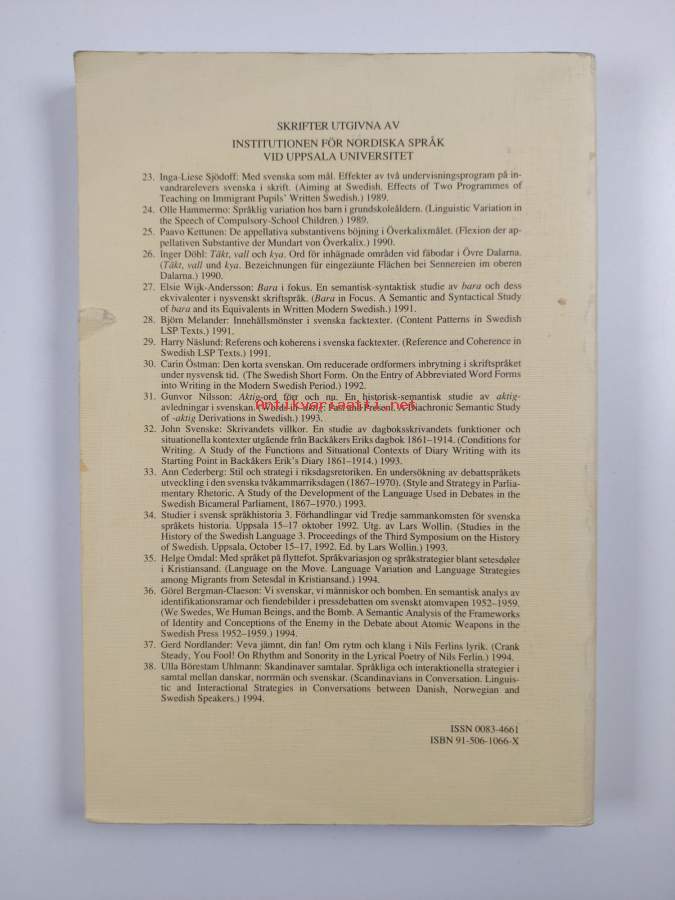 SKRIFTER UTGIVNA AV
INSTITUTIONEN FÖR NORDISKA SPRÅK
VID UPPSALA UNIVERSITET
23. Inga-Liese Sjödoff: Med svenska som mål. Effekter av två undervisningsprogram på in-
vandrarelevers svenska i skrift. (Aiming at Swedish. Effects of Two Programmes of
Teaching on Immigrant Pupils' Written Swedish.) 1989.
24. Olle Hammermo: Språklig variation hos barn i grundskoleåldern. (Linguistic Variation in
the Speech of Compulsory-School Children.) 1989.
25. Paavo Kettunen: De appellativa substantivens böjning i Överkalixmålet. (Flexion der ap-
pellativen Substantive der Mundart von Överkalix.) 1990.
26. Inger Döhl: Täkt, vall och kya. Ord för inhägnade områden vid fäbodar i Övre Dalarna.
(Täkt, vall und kya. Bezeichnungen für eingezäunte Flächen bei Sennereien im oberen
Dalarna.) 1990.
27. Elsie Wijk-Andersson: Bara i fokus. En semantisk-syntaktisk studie av bara och dess
ekvivalenter i nysvenskt skriftspråk. (Bara in Focus. A Semantic and Syntactical Study
of bara and its Equivalents in Written Modern Swedish.) 1991.
28. Björn Melander: Innehållsmönster i svenska facktexter. (Content Patterns in Swedish
LSP Texts.) 1991.
29. Harry Näslund: Referens och koherens i svenska facktexter. (Reference and Coherence in
Swedish LSP Texts.) 1991.
30. Carin Östman: Den korta svenskan. Om reducerade ordformers inbrytning i skriftspråket
under nysvensk tid. (The Swedish Short Form. On the Entry of Abbreviated Word Forms
into Writing in the Modern Swedish Period.) 1992.
31. Gunvor Nilsson: Aktig-ord förr och nu. En historisk-semantisk studie av aktig-
avledningar i svenskan. (Words in -aktig. Past and Present. A Diachronic Semantic Study
of -aktig Derivations in Swedish.) 1993.
Antikvariaatti.net
32. John Svenske: Skrivandets villkor. En studie av dagboksskrivandets funktioner och
situationella kontexter utgående från Backåkers Eriks dagbok 1861–1914. (Conditions for
Writing. A Study of the Functions and Situational Contexts of Diary Writing with its
Starting Point in Backåkers Erik's Diary 1861–1914.) 1993.
33. Ann Cederberg: Stil och strategi i riksdagsretoriken. En undersökning av debattspråkets
utveckling i den svenska tvåkammarriksdagen (1867–1970). (Style and Strategy in Parlia-
mentary Rhetoric. A Study of the Development of the Language Used in Debates in the
Swedish Bicameral Parliament, 1867–1970.) 1993.
34. Studier i svensk språkhistoria 3. Förhandlingar vid Tredje sammankomsten för svenska
språkets historia. Uppsala 15–17 oktober 1992. Utg. av Lars Wollin. (Studies in the
History of the Swedish Language 3. Proceedings of the Third Symposium on the History
of Swedish. Uppsala, October 15–17, 1992. Ed. by Lars Wollin.) 1993.
35. Helge Omdal: Med språket på flyttefot. Språkvariasjon og språkstrategier blant setesdøler
i Kristiansand. (Language on the Move. Language Variation and Language Strategies
among Migrants from Setesdal in Kristiansand.) 1994.
36. Görel Bergman-Claeson: Vi svenskar, vi människor och bomben. En semantisk analys av
identifikationsramar och fiendebilder i pressdebatten om svenskt atomvapen 1952–1959.
(We Swedes, We Human Beings, and the Bomb. A Semantic Analysis of the Frameworks
of Identity and Conceptions of the Enemy in the Debate about Atomic Weapons in the
Swedish Press 1952–1959.) 1994.
37. Gerd Nordlander: Veva jämnt, din fan! Om rytm och klang i Nils Ferlins lyrik. (Crank
Steady, You Fool! On Rhythm and Sonority in the Lyrical Poetry of Nils Ferlin.) 1994.
38. Ulla Börestam Uhlmann: Skandinaver samtalar. Språkliga och interaktionella strategier i
samtal mellan danskar, norrmän och svenskar. (Scandinavians in Conversation. Linguis-
tic and Interactional Strategies in Conversations between Danish, Norwegian and
Swedish Speakers.) 1994.
ISSN 0083-4661
ISBN 91-506-1066-X